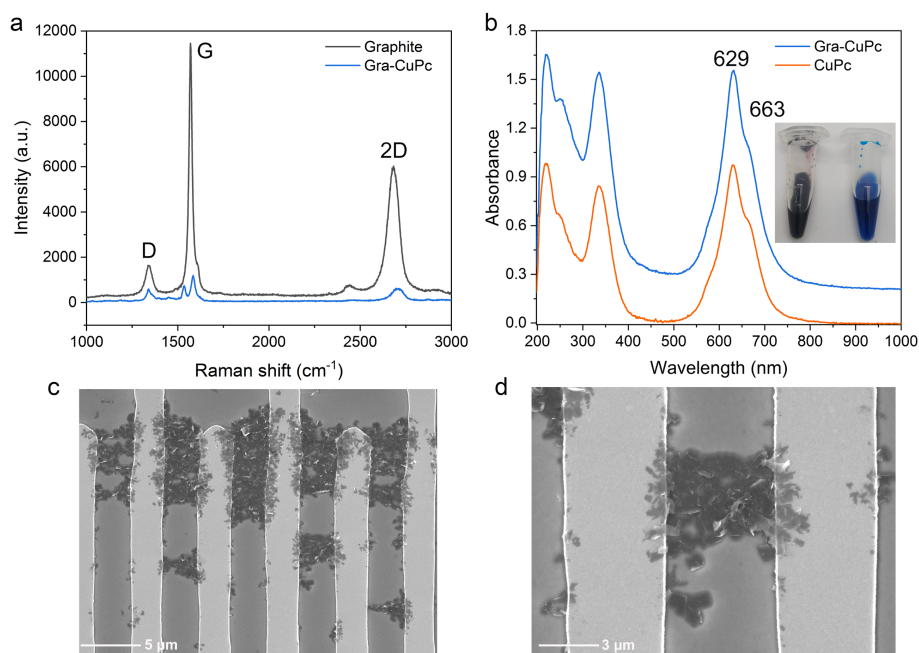 a
12000
10000
8000
6000
4000
2000
0
Intensity (a.u.)
G
Graphite
Gra-CuPc
2D
D
1000 1500 2000 2500 3000
Raman shift (cm⁻¹)
b
1.8
1.5
1.2
0.9
0.6
0.3
0.0
Absorbance
Gra-CuPc
CuPc
629
663
200 300 400 500 600 700 800 900 1000
Wavelength (nm)
c
5 µm
d
3 µm